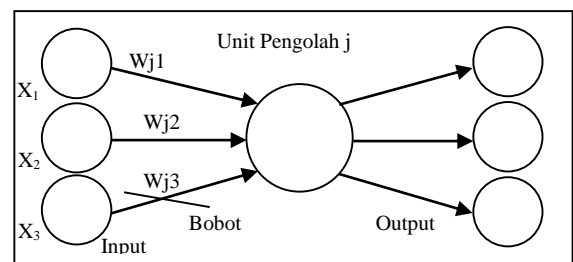 Unit Pengolah j
Wj1
X1
Wj2
X2
Wj3
X3
Input
Bobot
Output